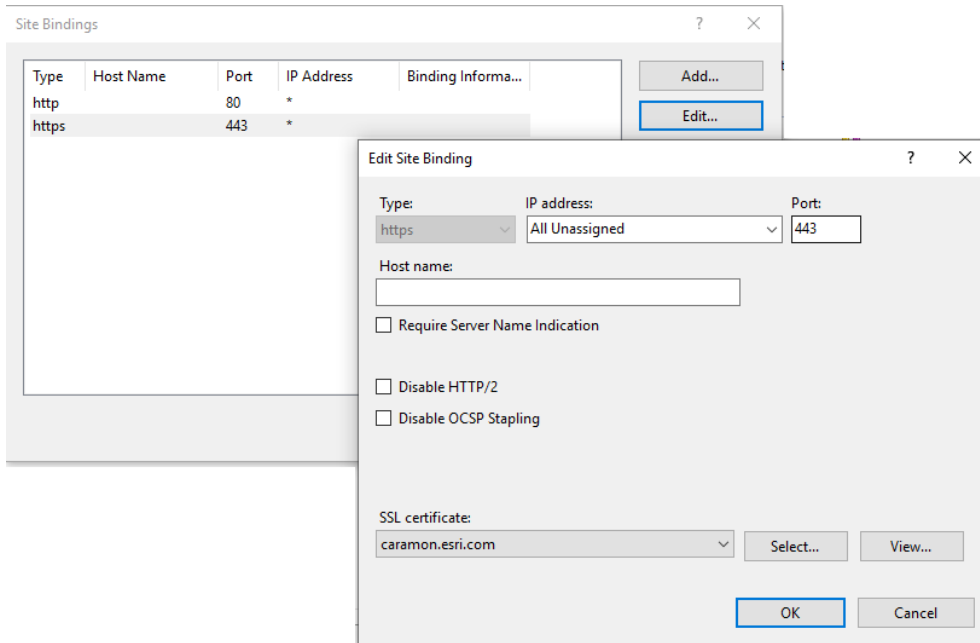 Site Bindings
Type Host Name Port IP Address Binding Informa...
http 80 *
https 443 *
Add...
Edit...
Edit Site Binding
Type: IP address: Port:
https All Unassigned 443
Host name:
Require Server Name Indication
Disable HTTP/2
Disable OCSP Stapling
SSL certificate:
caramon.esri.com Select... View...
OK Cancel